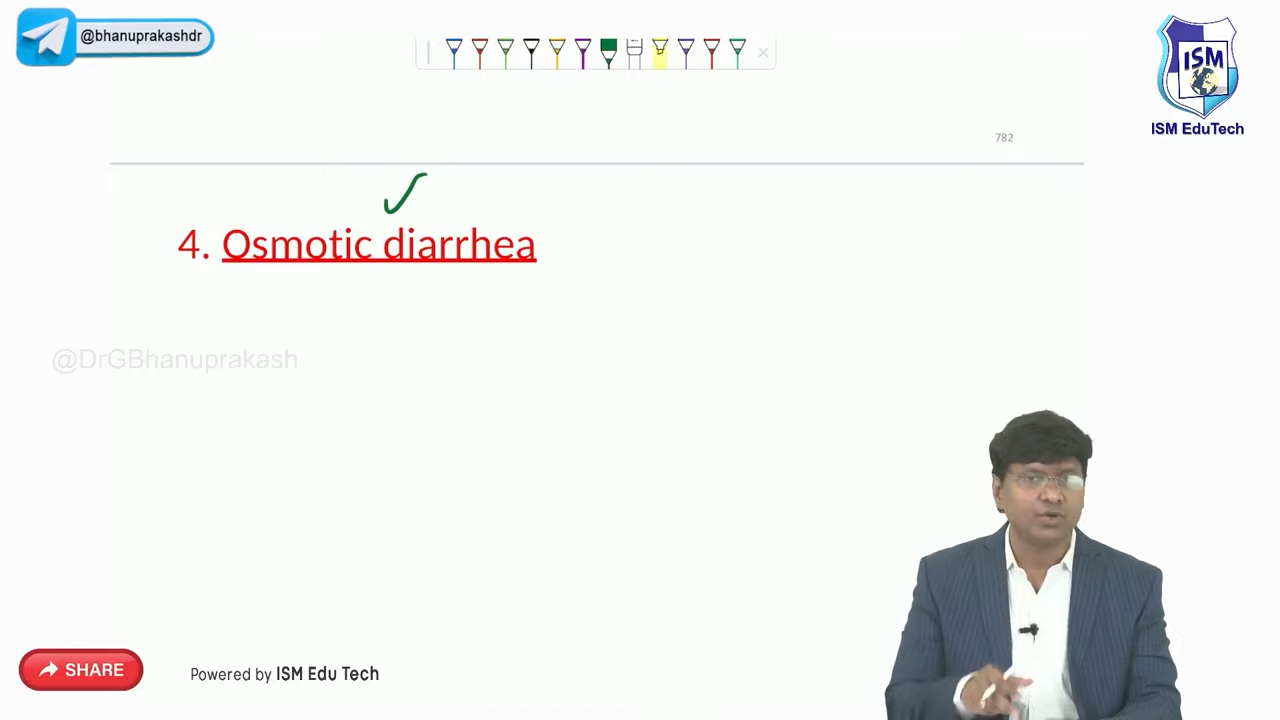 @bhanuprakashdr
ISM
ISM EduTech
782
4. Osmotic diarrhea
@DrGBhanuprakash
SHARE
Powered by ISM Edu Tech